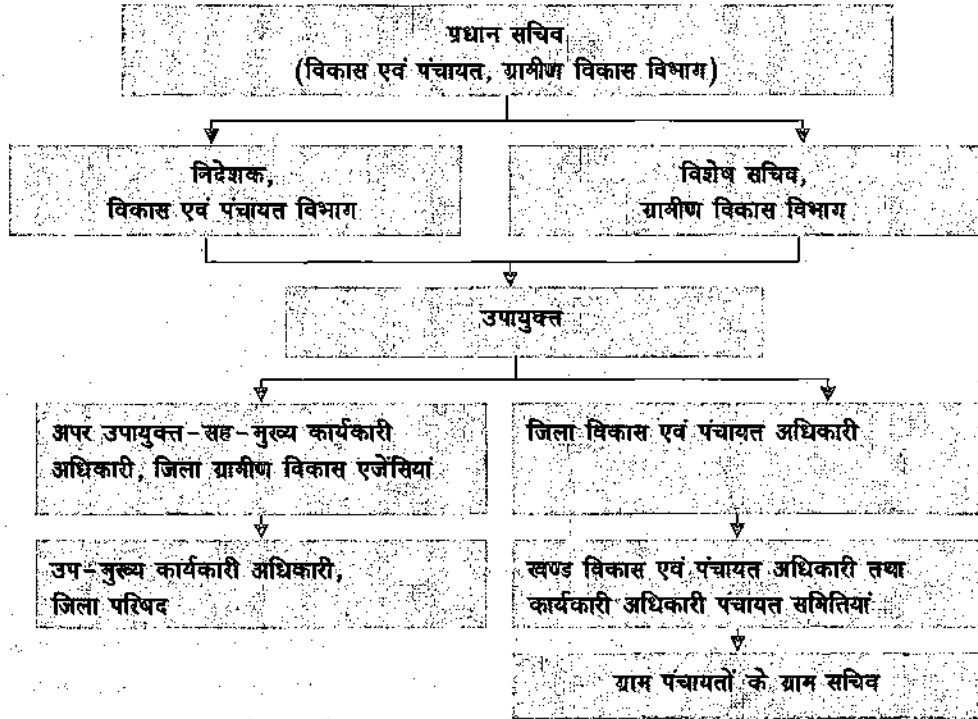 प्रधान सचिव
(विकास एवं पंचायत, ग्रामीण विकास विभाग)
निदेशक,
विकास एवं पंचायत विभाग
विशेष सचिव,
ग्रामीण विकास विभाग
उपायुक्त
अपर उपायुक्त-सह-मुख्य कार्यकारी
अधिकारी, जिला ग्रामीण विकास एजेंसियां
जिला विकास एवं पंचायत अधिकारी
उप-मुख्य कार्यकारी अधिकारी,
जिला परिषद
खण्ड विकास एवं पंचायत अधिकारी तथा
कार्यकारी अधिकारी पंचायत समितियां
ग्राम पंचायतों के ग्राम सचिव